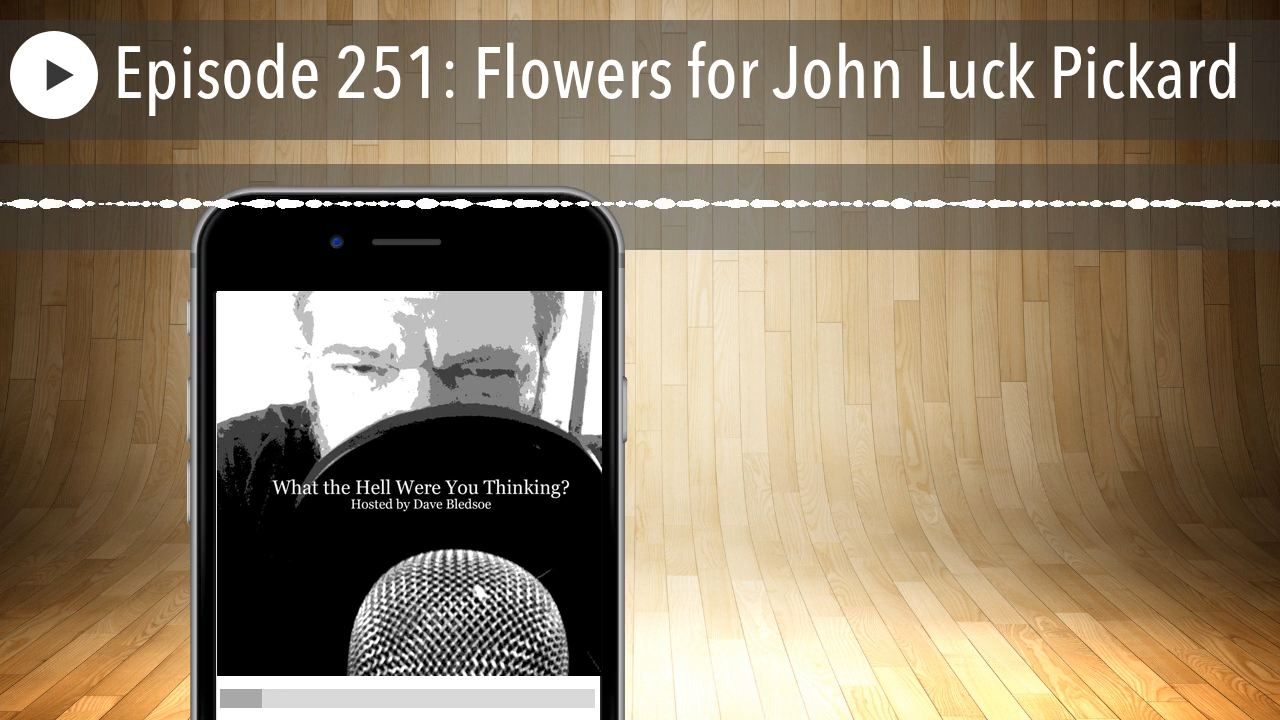 Episode 251: Flowers for John Luck Pickard
What the Hell Were You Thinking?
Hosted by Dave Bledsoe